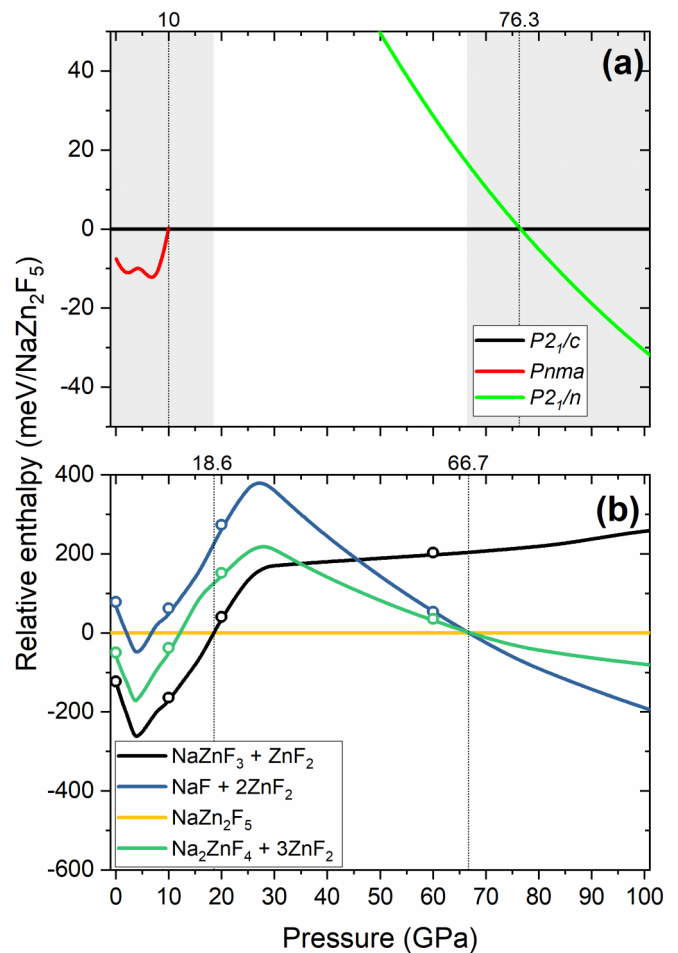 10
76.3
(a)
40
20
0
-20
-40
P2₁/c
Pnma
P2₁/n
Relative enthalpy (meV/NaZn₂F₅)
18.6
66.7
(b)
400
200
0
-200
-400
-600
NaZnF₃ + ZnF₂
NaF + 2ZnF₂
NaZn₂F₅
Na₂ZnF₄ + 3ZnF₂
0 10 20 30 40 50 60 70 80 90 100
Pressure (GPa)